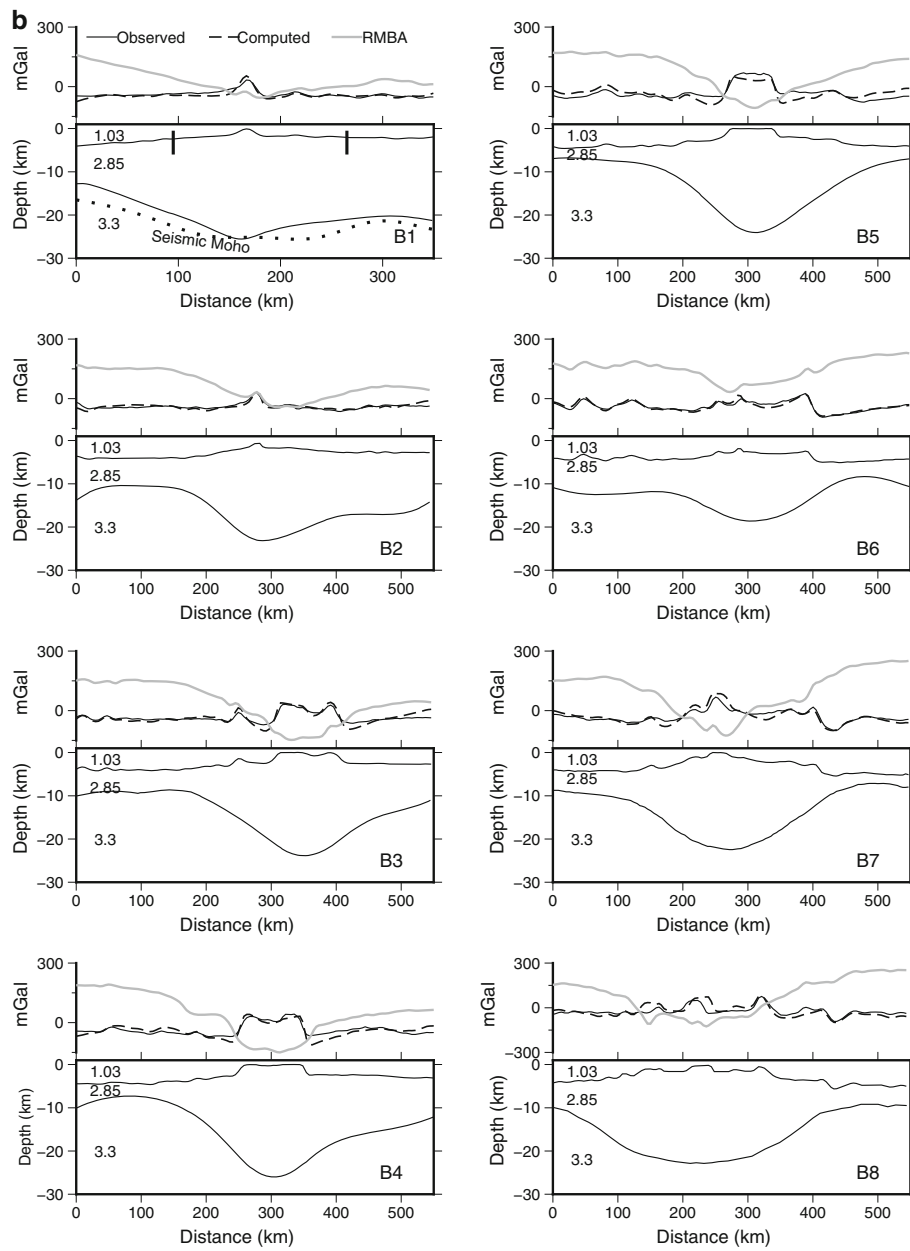 b
Observed Computed RMBA
300
0
mGal
0
−10
−20
−30
Depth (km)
1.03
2.85
3.3
Seismic Moho
B1
0 100 200 300
Distance (km)
300
0
mGal
0
−10
−20
−30
Depth (km)
1.03
2.85
3.3
B5
0 100 200 300 400 500
Distance (km)
300
0
mGal
0
−10
−20
−30
Depth (km)
1.03
2.85
3.3
B2
0 100 200 300 400 500
Distance (km)
300
0
mGal
0
−10
−20
−30
Depth (km)
1.03
2.85
3.3
B6
0 100 200 300 400 500
Distance (km)
300
0
mGal
0
−10
−20
−30
Depth (km)
1.03
2.85
3.3
B3
0 100 200 300 400 500
Distance (km)
300
0
mGal
0
−10
−20
−30
Depth (km)
1.03
2.85
3.3
B7
0 100 200 300 400 500
Distance (km)
300
0
mGal
0
−10
−20
−30
Depth (km)
1.03
2.85
3.3
B4
0 100 200 300 400 500
Distance (km)
300
0
−300
mGal
0
−10
−20
−30
Depth (km)
1.03
2.85
3.3
B8
0 100 200 300 400 500
Distance (km)